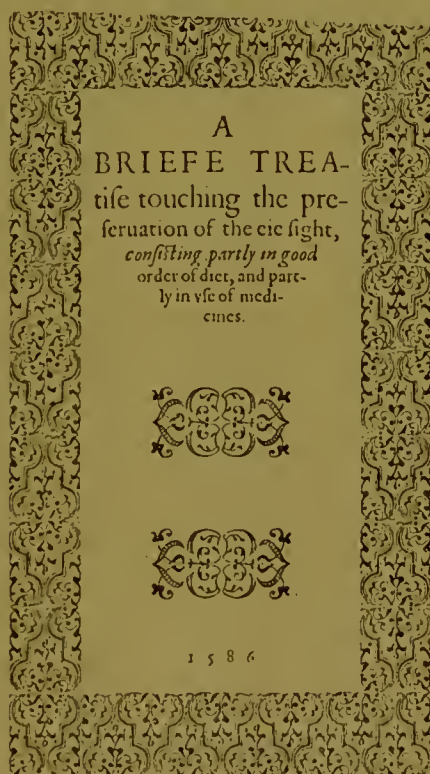 A
BRIEFE TREA-
tiſe touching the pre-
ſeruation of the eie ſight,
conſiſting partly in good
order of diet, and part-
ly in vſe of medi-
cines.
1586